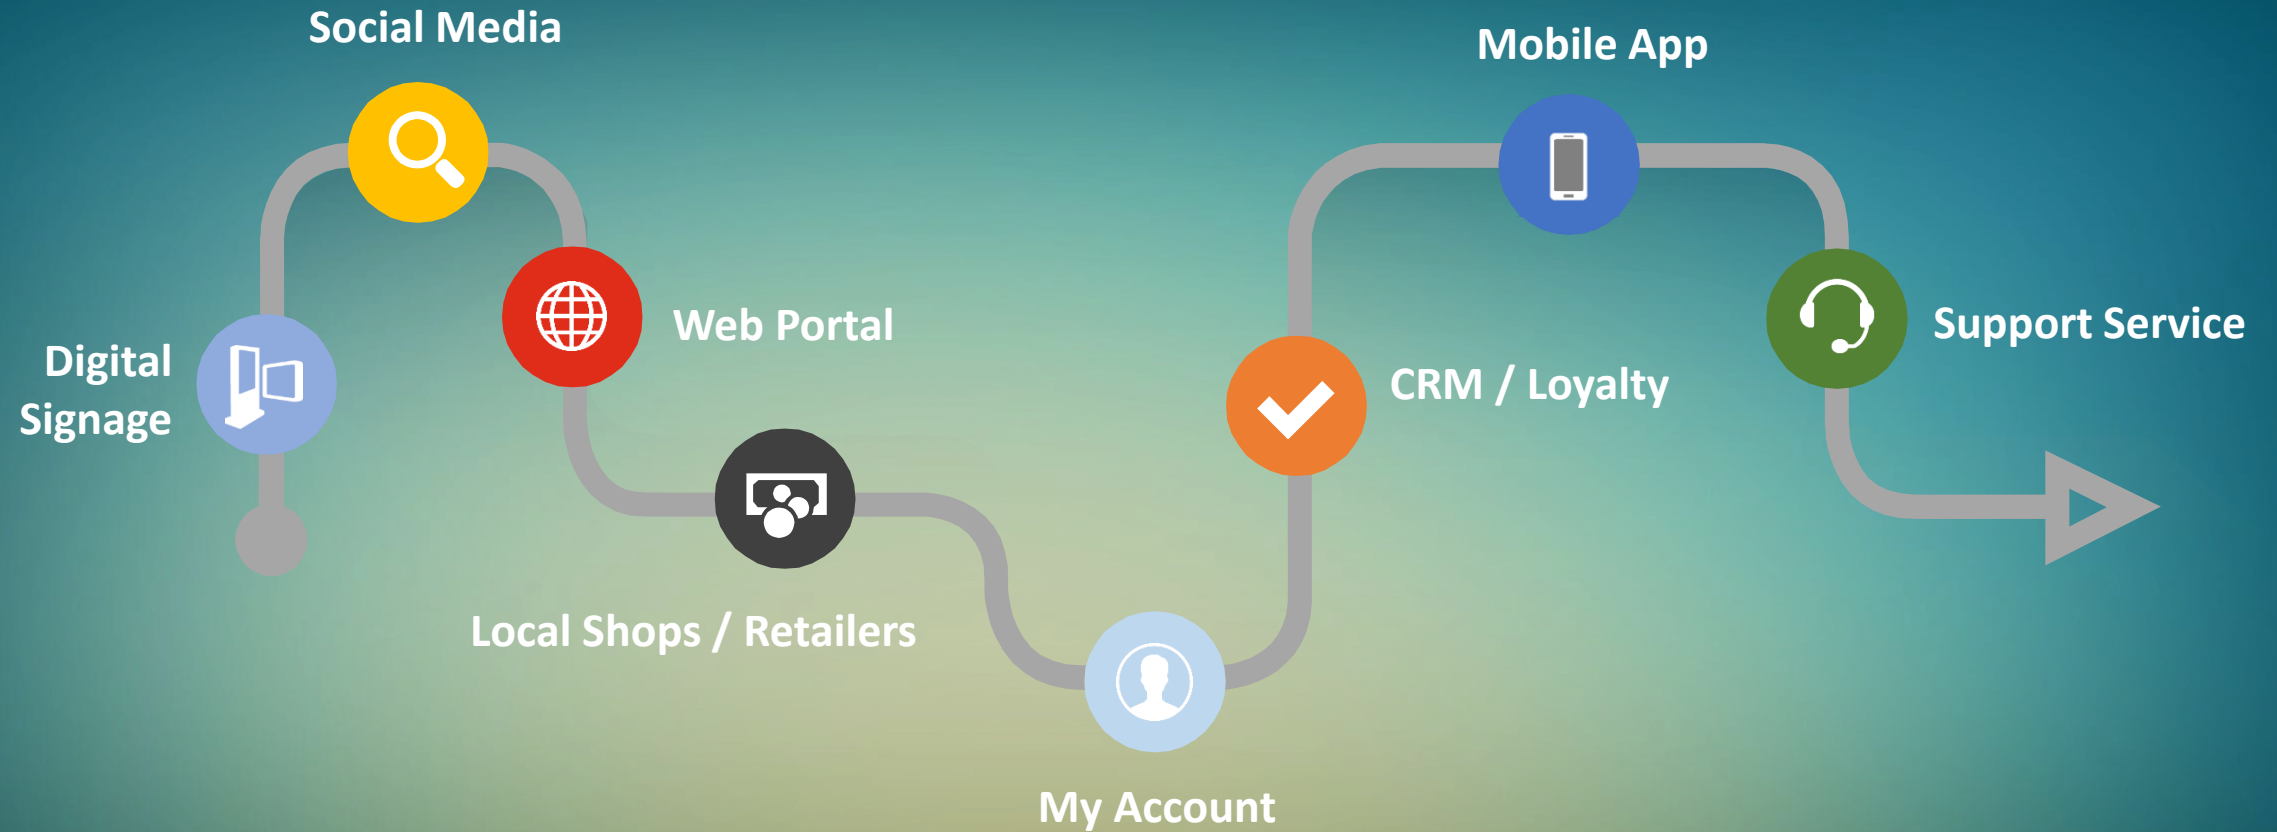 Social Media
Mobile App
Web Portal
Support Service
Digital
Signage
CRM / Loyalty
Local Shops / Retailers
My Account